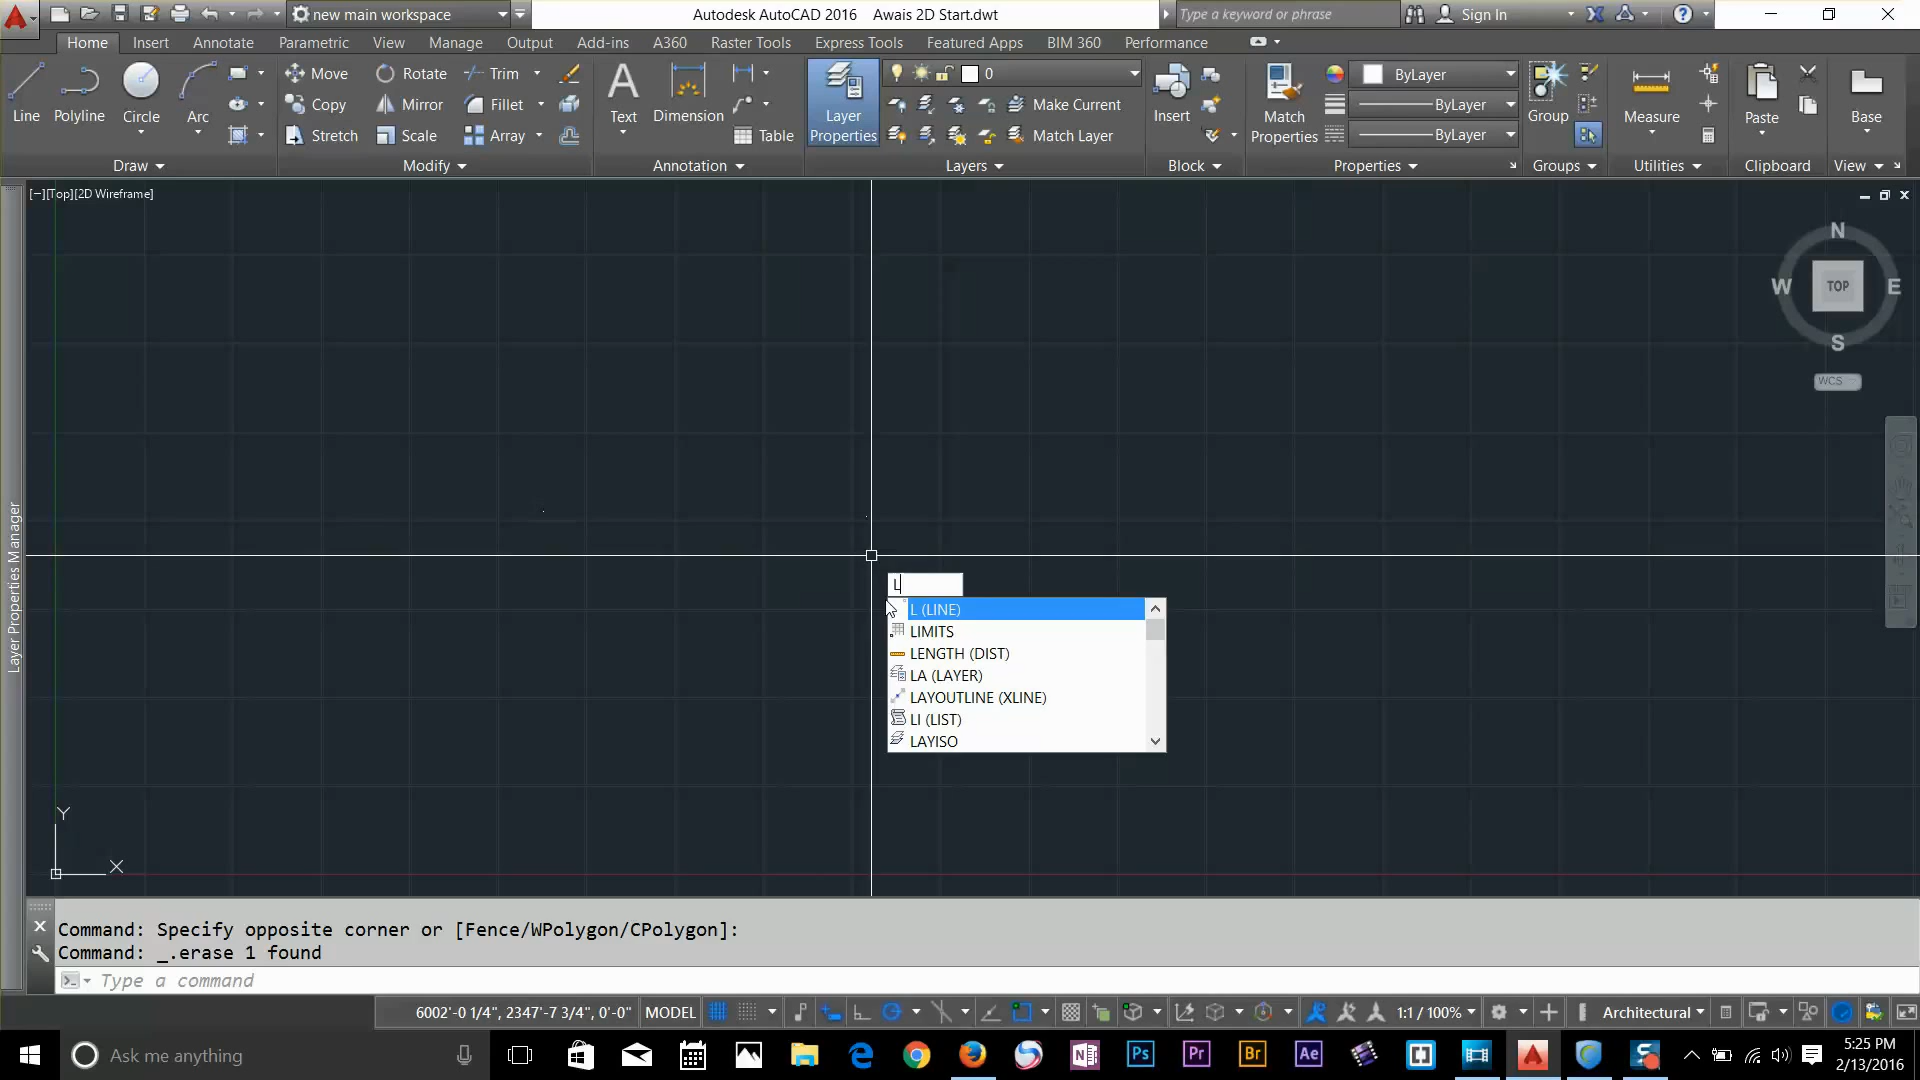 new main workspace
Autodesk AutoCAD 2016 Awais 2D Start.dwt
Type a keyword or phrase
Sign In
Home Insert Annotate Parametric View Manage Output Add-ins A360 Raster Tools Express Tools Featured Apps BIM 360 Performance
Line
Polyline
Circle
Arc
Draw
Move Rotate Trim
Copy Mirror Fillet
Stretch Scale Array
Modify
Text
Dimension
Table
Annotation
Layer
Properties
0
Make Current
Match Layer
Layers
Insert
Block
Match
Properties
ByLayer
ByLayer
ByLayer
Properties
Group
Groups
Measure
Utilities
Paste
Clipboard
Base
View
[−][Top][2D Wireframe]
N
W TOP E
S
WCS
Layer Properties Manager
L
L (LINE)
LIMITS
LENGTH (DIST)
LA (LAYER)
LAYOUTLINE (XLINE)
LI (LIST)
LAYISO
Y
X
Command: Specify opposite corner or [Fence/WPolygon/CPolygon]:
Command: _.erase 1 found
Type a command
6002'-0 1/4", 2347'-7 3/4", 0'-0" MODEL 1:1 / 100% Architectural
Ask me anything
Ps
Pr
Br
Ae
5:25 PM
2/13/2016